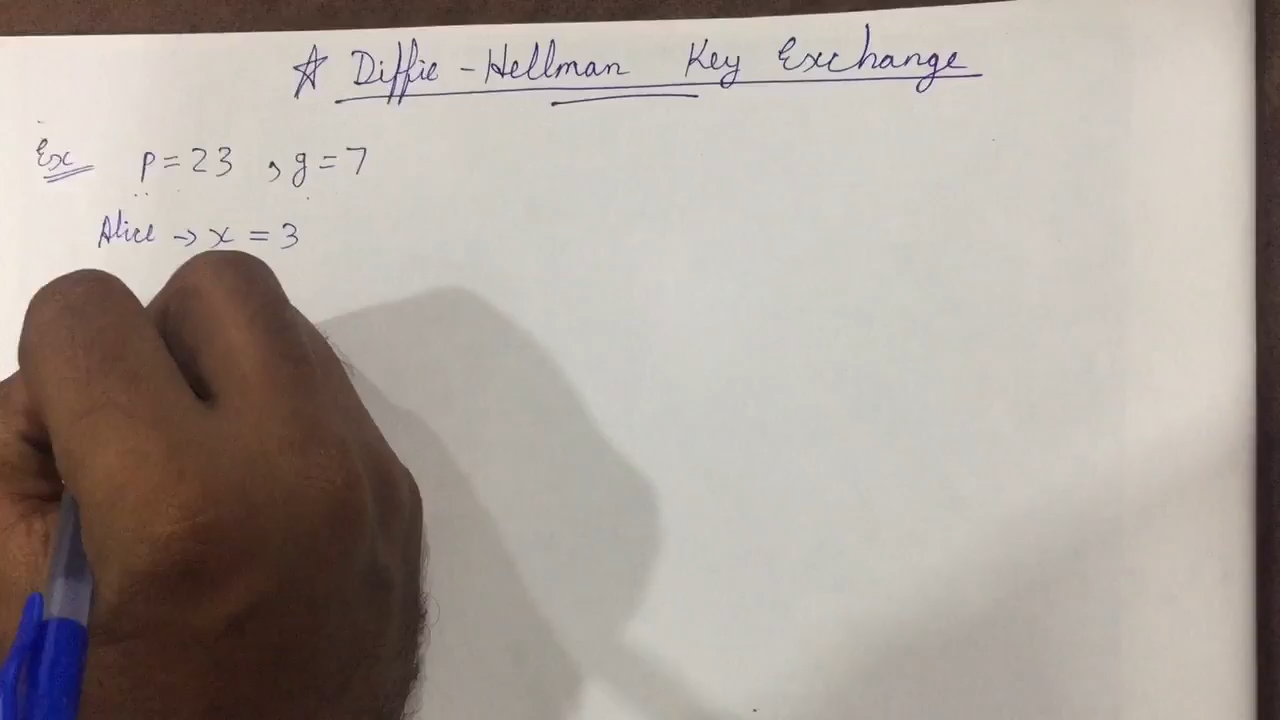 ☆ Diffie-Hellman Key Exchange
Ex p = 23 , g = 7
Alice → x = 3